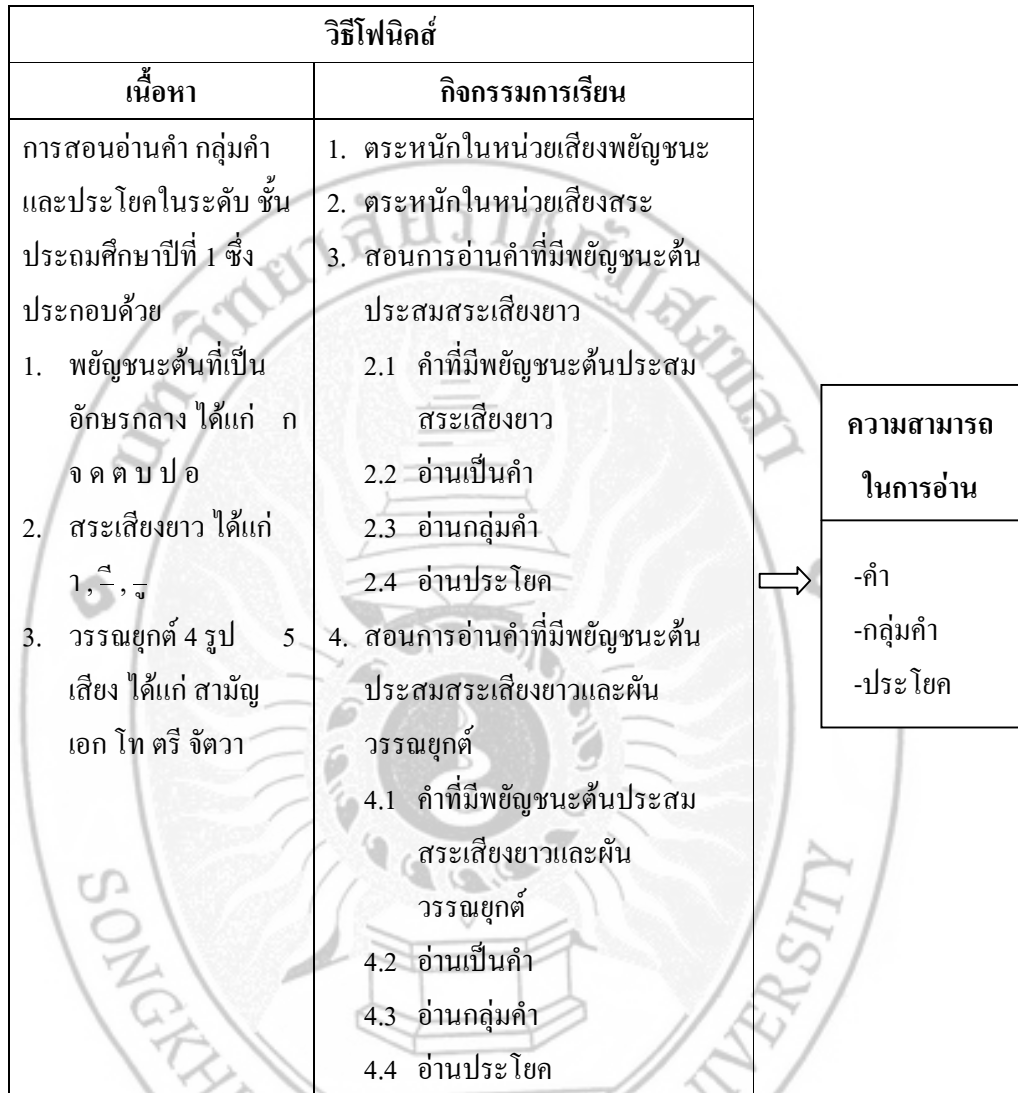 วิธีโฟนิคส์
เนื้อหา
กิจกรรมการเรียน
การสอนอ่านคำ กลุ่มคำ
และประโยคในระดับ ชั้น
ประถมศึกษาปีที่ 1 ซึ่ง
ประกอบด้วย
1. พยัญชนะต้นที่เป็น
อักษรกลาง ได้แก่ ก
จ ด ต บ ป อ
2. สระเสียงยาว ได้แก่
า , –ี , –ู
3. วรรณยุกต์ 4 รูป 5
เสียง ได้แก่ สามัญ
เอก โท ตรี จัตวา
1. ตระหนักในหน่วยเสียงพยัญชนะ
2. ตระหนักในหน่วยเสียงสระ
3. สอนการอ่านคำที่มีพยัญชนะต้น
ประสมสระเสียงยาว
2.1 คำที่มีพยัญชนะต้นประสม
สระเสียงยาว
2.2 อ่านเป็นคำ
2.3 อ่านกลุ่มคำ
2.4 อ่านประโยค
4. สอนการอ่านคำที่มีพยัญชนะต้น
ประสมสระเสียงยาวและผัน
วรรณยุกต์
4.1 คำที่มีพยัญชนะต้นประสม
สระเสียงยาวและผัน
วรรณยุกต์
4.2 อ่านเป็นคำ
4.3 อ่านกลุ่มคำ
4.4 อ่านประโยค
ความสามารถ
ในการอ่าน
-คำ
-กลุ่มคำ
-ประโยค